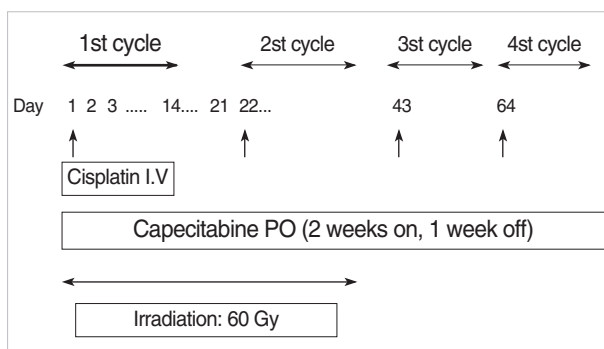 1st cycle 2st cycle 3st cycle 4st cycle
Day 1 2 3 ..... 14.... 21 22... 43 64
Cisplatin I.V
Capecitabine PO (2 weeks on, 1 week off)
Irradiation: 60 Gy